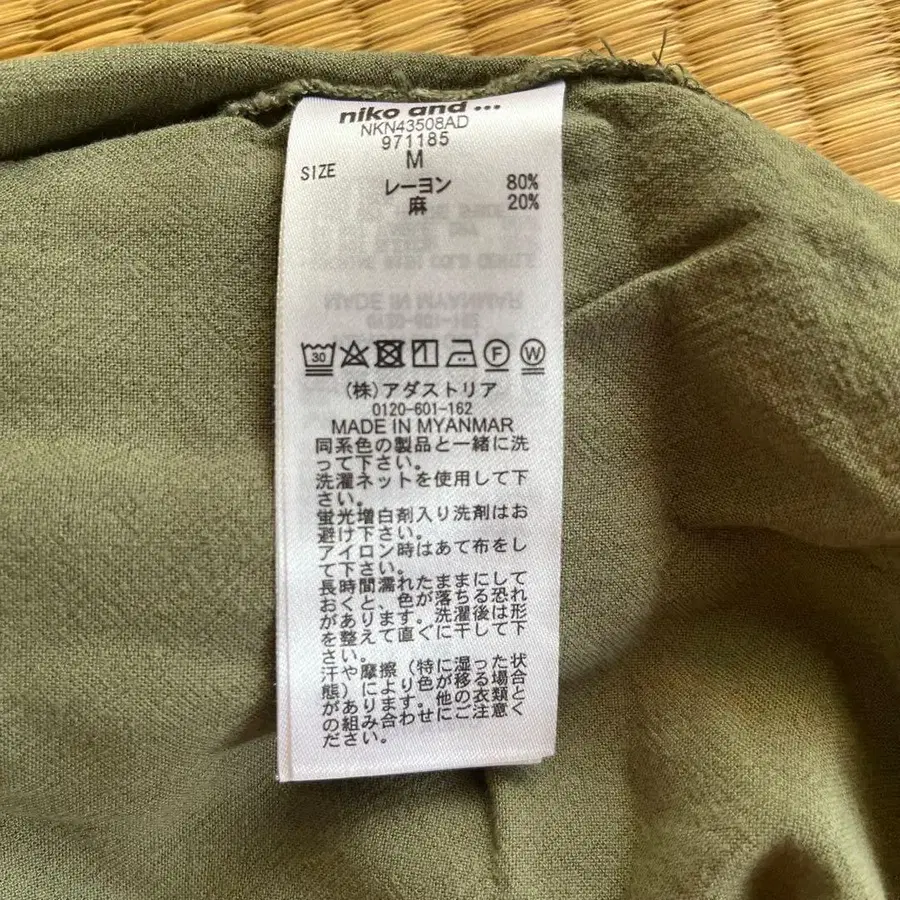 niko and ...
NKN43508AD
971185
SIZE M
レーヨン 80%
麻 20%
30 F W
(株)アダストリア
0120-601-162
MADE IN MYANMAR
同系色の製品と一緒に洗
って下さい。
洗濯ネットを使用して下
さい。
蛍光増白剤入り洗剤はお
避け下さい。
アイロン時はあて布をし
て下さい。
長時間濡れたままにして
おくと、色が落ちる恐れ
があります。洗濯後は形
を整えて直ぐに干して下
さい。
汗や摩擦(特に湿った状
態)により色が移る場合
があります。他の衣類と
の組み合わせにご注意く
ださい。